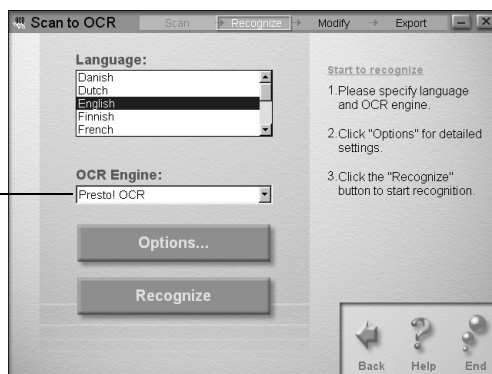 Scan to OCR
Scan → Recognize → Modify → Export
Language:
Danish
Dutch
English
Finnish
French
OCR Engine:
Presto! OCR
Options...
Recognize
Start to recognize
1.Please specify language
and OCR engine.
2.Click "Options" for detailed
settings.
3.Click the "Recognize"
button to start recognition.
Back Help End